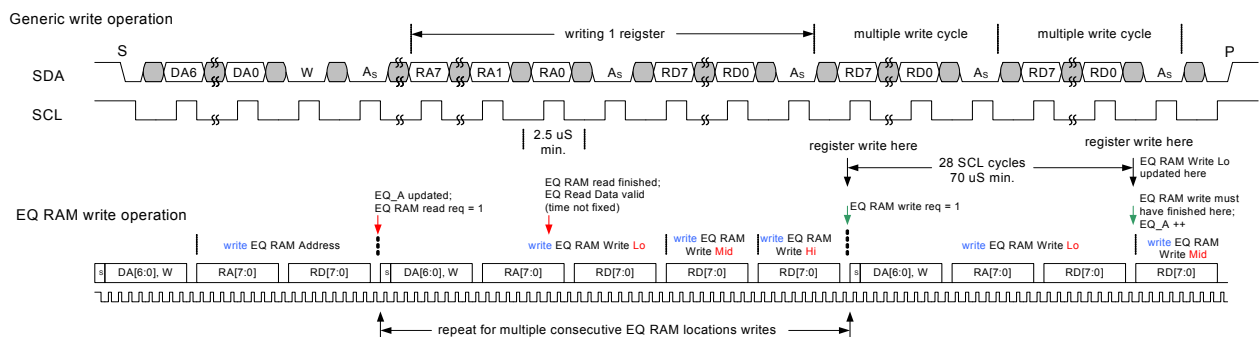 Generic write operation
writing 1 reigster
multiple write cycle
multiple write cycle
S
P
SDA
DA6
DA0
W
As
RA7
RA1
RA0
As
RD7
RD0
As
RD7
RD0
As
RD7
RD0
As
SCL
2.5 uS
min.
register write here
register write here
28 SCL cycles
70 uS min.
EQ RAM Write Lo
updated here
EQ_A updated;
EQ RAM read req = 1
EQ RAM read finished;
EQ Read Data valid
(time not fixed)
EQ RAM write req = 1
EQ RAM write must
have finished here;
EQ_A ++
EQ RAM write operation
write EQ RAM Address
write EQ RAM Write Lo
write EQ RAM
Write Mid
write EQ RAM
Write Hi
write EQ RAM Write Lo
write EQ RAM
Write Mid
s
DA[6:0], W
RA[7:0]
RD[7:0]
s
DA[6:0], W
RA[7:0]
RD[7:0]
RD[7:0]
RD[7:0]
s
DA[6:0], W
RA[7:0]
RD[7:0]
RD[7:0]
repeat for multiple consecutive EQ RAM locations writes